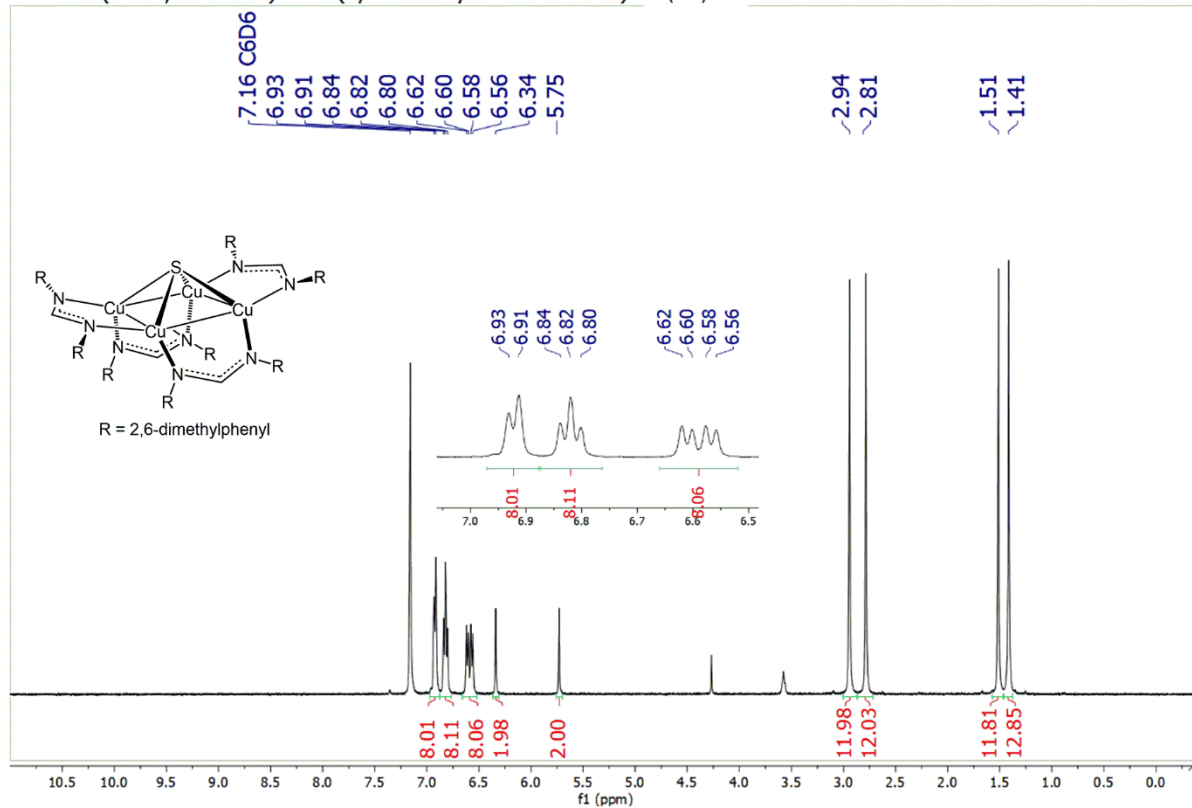 7.16 C6D6
6.93
6.91
6.84
6.82
6.80
6.62
6.60
6.58
6.56
6.34
5.75
2.94
2.81
1.51
1.41
R
R
S
N
N
R
R
N
Cu
Cu
Cu
N
Cu
R
N
N
R
N
N
R
R
R
R = 2,6-dimethylphenyl
6.93
6.91
6.84
6.82
6.80
6.62
6.60
6.58
6.56
8.01
8.11
8.06
7.0 6.9 6.8 6.7 6.6 6.5
8.01
8.11
8.06
1.98
2.00
11.98
12.03
11.81
12.85
10.5 10.0 9.5 9.0 8.5 8.0 7.5 7.0 6.5 6.0 5.5 5.0 4.5 4.0 3.5 3.0 2.5 2.0 1.5 1.0 0.5 0.0
f1 (ppm)